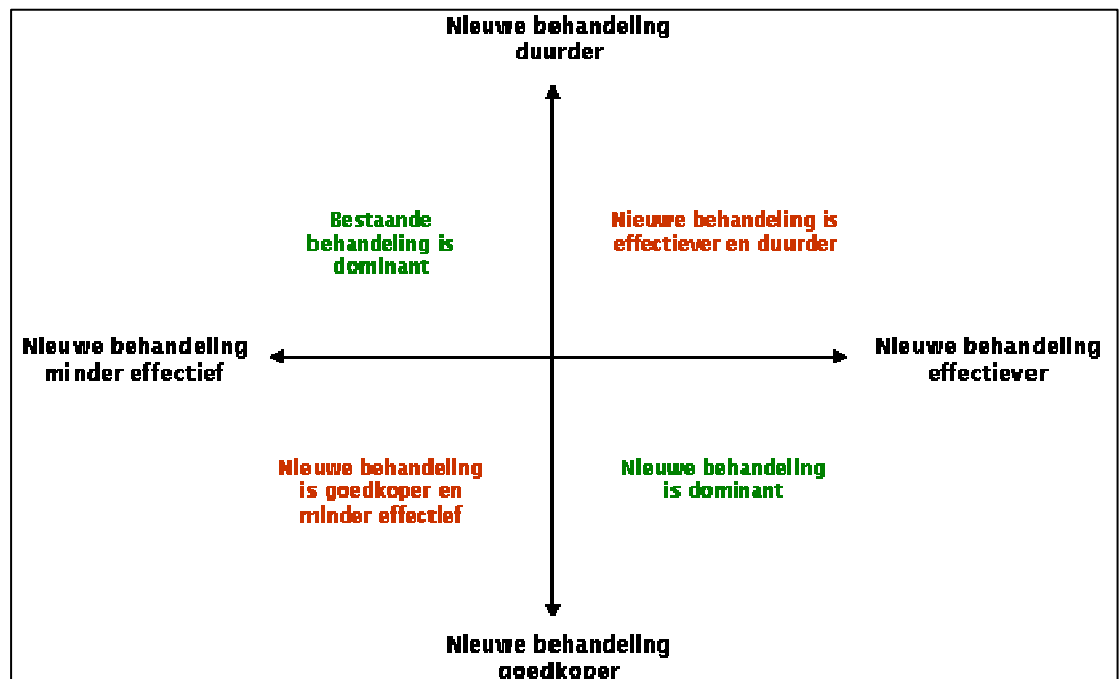 Nieuwe behandeling
duurder
Bestaande
behandeling is
dominant
Nieuwe behandeling is
effectiever en duurder
Nieuwe behandeling
minder effectief
Nieuwe behandeling
effectiever
Nieuwe behandeling
is goedkoper en
minder effectief
Nieuwe behandeling
is dominant
Nieuwe behandeling
goedkoper